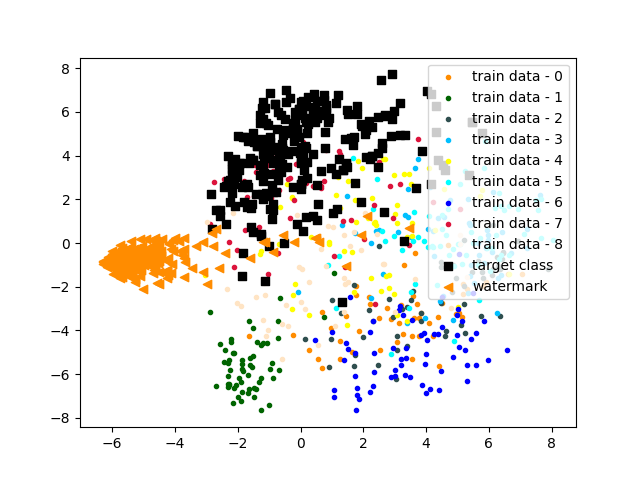 8
6
4
2
0
−2
−4
−6
−8
−6
−4
−2
0
2
4
6
8
train data - 0
train data - 1
train data - 2
train data - 3
train data - 4
train data - 5
train data - 6
train data - 7
train data - 8
target class
watermark